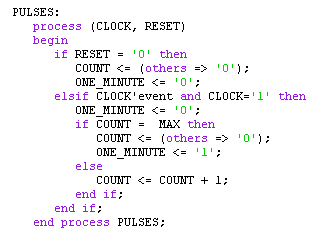 PULSES:
process (CLOCK, RESET)
begin
if RESET = '0' then
COUNT <= (others => '0');
ONE_MINUTE <= '0';
elsif CLOCK'event and CLOCK='1' then
ONE_MINUTE <= '0';
if COUNT = MAX then
COUNT <= (others => '0');
ONE_MINUTE <= '1';
else
COUNT <= COUNT + 1;
end if;
end if;
end process PULSES;